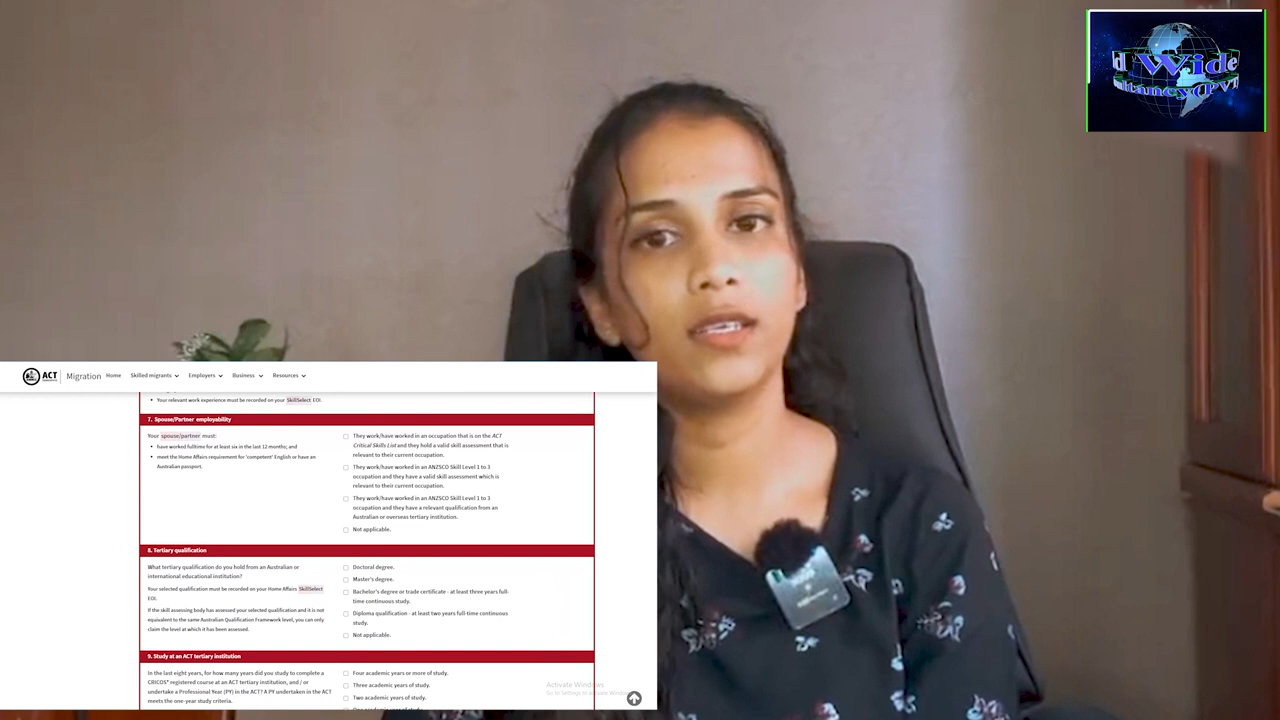 d Wide
ultancy(PV
ACT
Migration
Home
Skilled migrants
Employers
Business
Resources
Your relevant work experience must be recorded on your SkillSelect EOI.
7. Spouse/Partner employability
Your spouse/partner must:
have worked fulltime for at least six in the last 12 months; and
meet the Home Affairs requirement for 'competent' English or have an
Australian passport.
They work/have worked in an occupation that is on the ACT
Critical Skills List and they hold a valid skill assessment that is
relevant to their current occupation.
They work/have worked in an ANZSCO Skill Level 1 to 3
occupation and they have a valid skill assessment which is
relevant to their current occupation.
They work/have worked in an ANZSCO Skill Level 1 to 3
occupation and they have a relevant qualification from an
Australian or overseas tertiary institution.
Not applicable.
8. Tertiary qualification
What tertiary qualification do you hold from an Australian or
international educational institution?
Your selected qualification must be recorded on your Home Affairs SkillSelect
EOI.
If the skill assessing body has assessed your selected qualification and it is not
equivalent to the same Australian Qualification Framework level, you can only
claim the level at which it has been assessed.
Doctoral degree.
Master's degree.
Bachelor's degree or trade certificate - at least three years full-
time continuous study.
Diploma qualification - at least two years full-time continuous
study.
Not applicable.
9. Study at an ACT tertiary institution
In the last eight years, for how many years did you study to complete a
CRICOS* registered course at an ACT tertiary institution, and / or
undertake a Professional Year (PY) in the ACT? A PY undertaken in the ACT
meets the one-year study criteria.
Four academic years or more of study.
Three academic years of study.
Two academic years of study.
Activate Windows
Go to Settings to activate Windows.